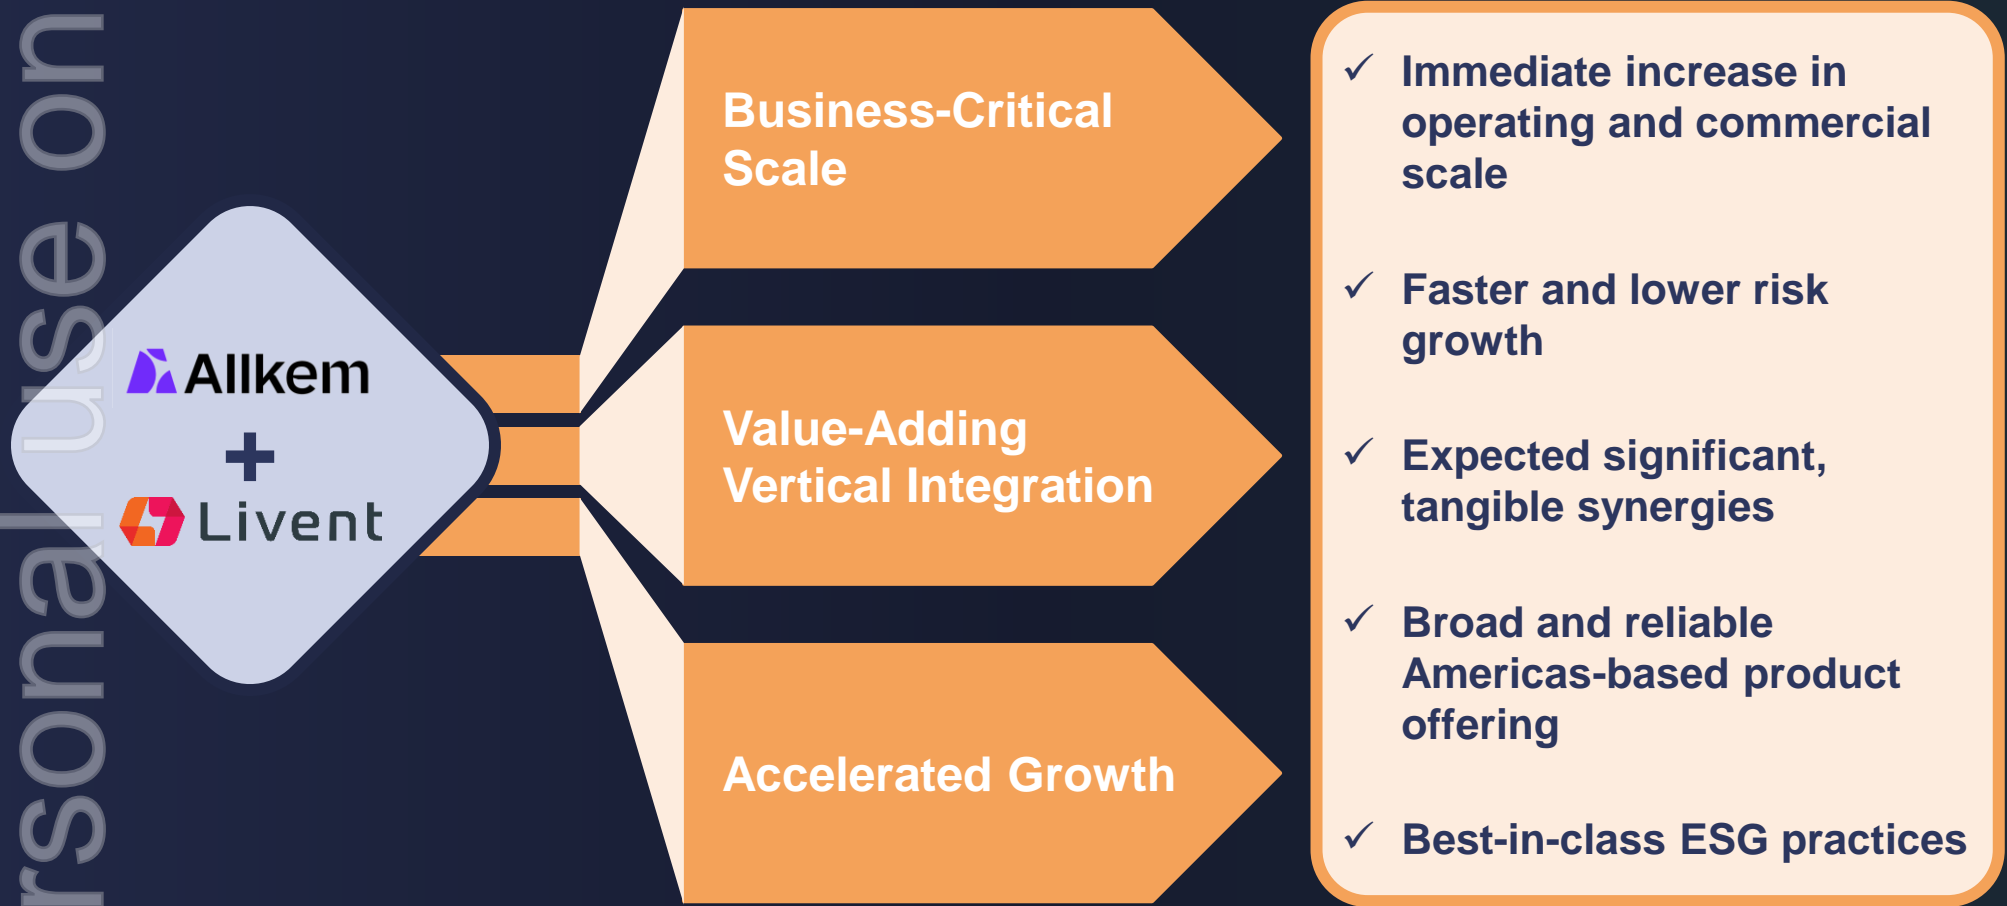 rsonal use on
Allkem
+
Livent
Business-Critical
Scale
Value-Adding
Vertical Integration
Accelerated Growth
✓ Immediate increase in
operating and commercial
scale
✓ Faster and lower risk
growth
✓ Expected significant,
tangible synergies
✓ Broad and reliable
Americas-based product
offering
✓ Best-in-class ESG practices